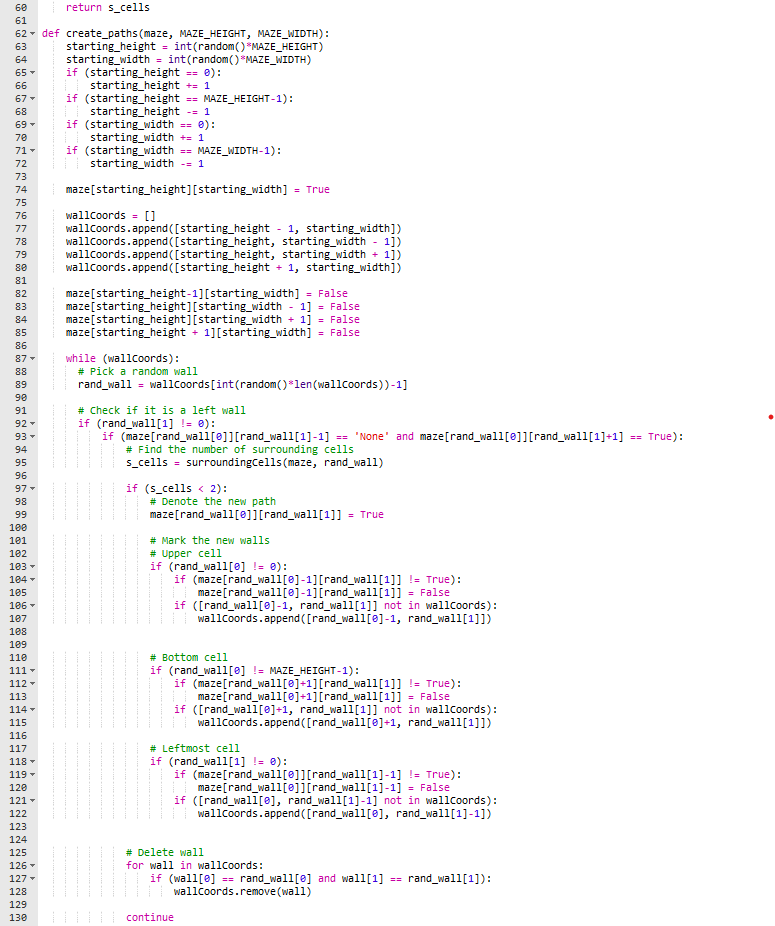 60 return s_cells
61
62 def create_paths(maze, MAZE_HEIGHT, MAZE_WIDTH):
63     starting_height = int(random()*MAZE_HEIGHT)
64     starting_width = int(random()*MAZE_WIDTH)
65     if (starting_height == 0):
66         starting_height += 1
67     if (starting_height == MAZE_HEIGHT-1):
68         starting_height -= 1
69     if (starting_width == 0):
70         starting_width += 1
71     if (starting_width == MAZE_WIDTH-1):
72         starting_width -= 1
73
74     maze[starting_height][starting_width] = True
75
76     wallCoords = []
77     wallCoords.append([starting_height - 1, starting_width])
78     wallCoords.append([starting_height, starting_width - 1])
79     wallCoords.append([starting_height, starting_width + 1])
80     wallCoords.append([starting_height + 1, starting_width])
81
82     maze[starting_height-1][starting_width] = False
83     maze[starting_height][starting_width - 1] = False
84     maze[starting_height][starting_width + 1] = False
85     maze[starting_height + 1][starting_width] = False
86
87     while (wallCoords):
88       # Pick a random wall
89       rand_wall = wallCoords[int(random()*len(wallCoords))-1]
90
91       # Check if it is a left wall
92       if (rand_wall[1] != 0):
93           if (maze[rand_wall[0]][rand_wall[1]-1] == 'None' and maze[rand_wall[0]][rand_wall[1]+1] == True):
94               # Find the number of surrounding cells
95               s_cells = surroundingCells(maze, rand_wall)
96
97               if (s_cells < 2):
98                   # Denote the new path
99                   maze[rand_wall[0]][rand_wall[1]] = True
100
101                   # Mark the new walls
102                   # Upper cell
103                   if (rand_wall[0] != 0):
104                       if (maze[rand_wall[0]-1][rand_wall[1]] != True):
105                           maze[rand_wall[0]-1][rand_wall[1]] = False
106                       if ([rand_wall[0]-1, rand_wall[1]] not in wallCoords):
107                           wallCoords.append([rand_wall[0]-1, rand_wall[1]])
108
109
110                   # Bottom cell
111                   if (rand_wall[0] != MAZE_HEIGHT-1):
112                       if (maze[rand_wall[0]+1][rand_wall[1]] != True):
113                           maze[rand_wall[0]+1][rand_wall[1]] = False
114                       if ([rand_wall[0]+1, rand_wall[1]] not in wallCoords):
115                           wallCoords.append([rand_wall[0]+1, rand_wall[1]])
116
117                   # Leftmost cell
118                   if (rand_wall[1] != 0):
119                       if (maze[rand_wall[0]][rand_wall[1]-1] != True):
120                           maze[rand_wall[0]][rand_wall[1]-1] = False
121                       if ([rand_wall[0], rand_wall[1]-1] not in wallCoords):
122                           wallCoords.append([rand_wall[0], rand_wall[1]-1])
123
124
125               # Delete wall
126               for wall in wallCoords:
127                   if (wall[0] == rand_wall[0] and wall[1] == rand_wall[1]):
128                       wallCoords.remove(wall)
129
130               continue